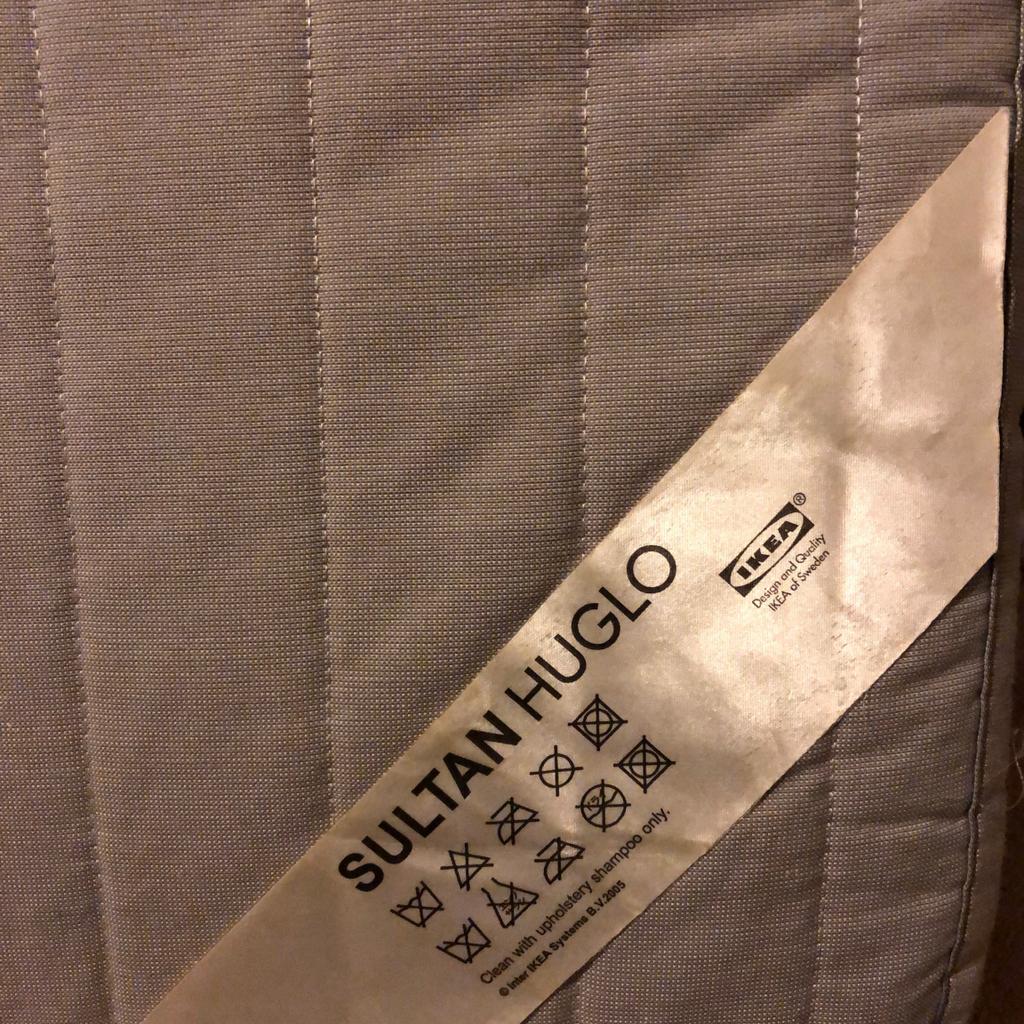 SULTAN HUGLO
IKEA®
Design and Quality
IKEA of Sweden
Clean with upholstery shampoo only.
© Inter IKEA Systems B.V.2005